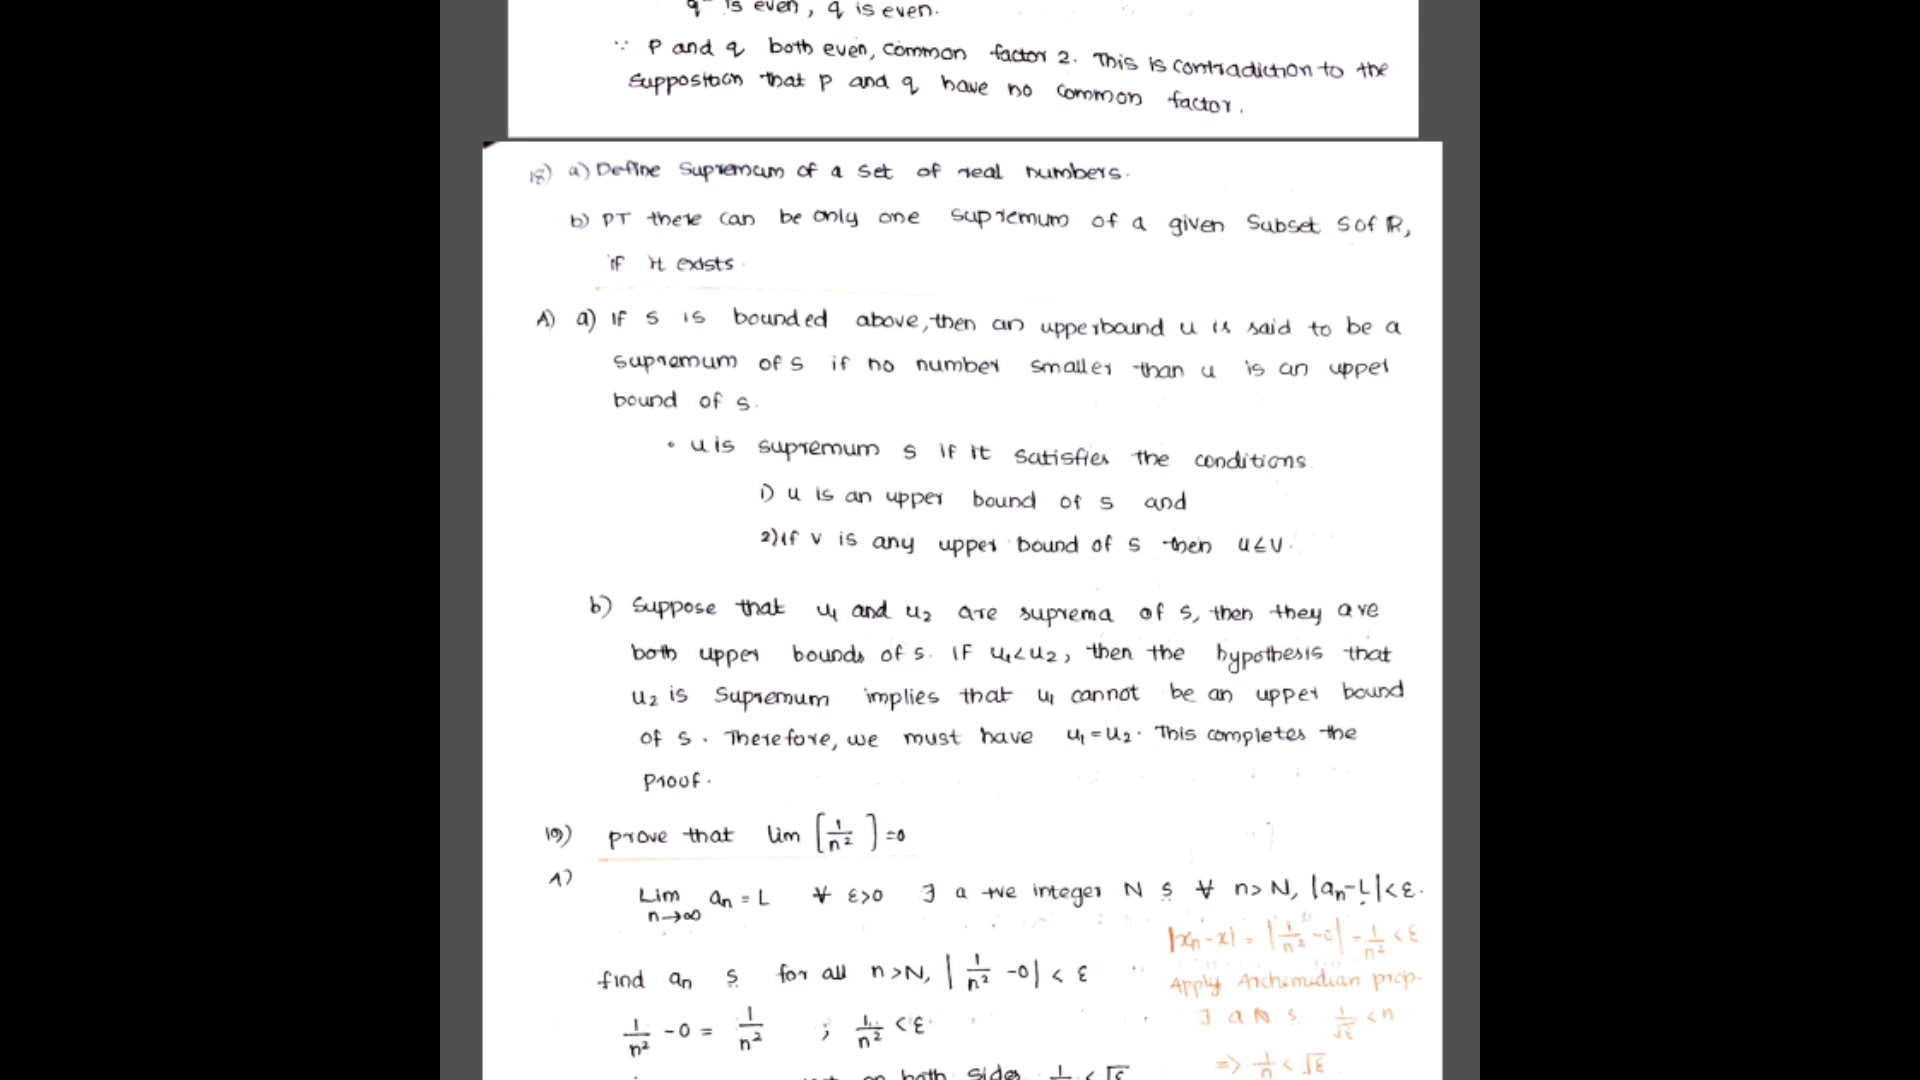 q² is even, q is even.
∵ P and q both even, common factor 2. This is contradiction to the
supposition that P and q have no common factor.
18) a) Define Supremum of a set of real numbers.
b) PT there can be only one supremum of a given Subset S of ℝ,
if it exists.
A) a) If s is bounded above, then an upperbound u is said to be a
supremum of s if no number smaller than u is an upper
bound of s.
• u is supremum s if it satisfies the conditions.
1) u is an upper bound of s and
2) if v is any upper bound of s then u≤v.
b) Suppose that u₁ and u₂ are suprema of s, then they are
both upper bounds of s. If u₁<u₂, then the hypothesis that
u₂ is Supremum implies that u₁ cannot be an upper bound
of s. Therefore, we must have u₁=u₂. This completes the
proof.
19) prove that lim [1/n²] = 0
A)
Lim n→∞ aₙ = L ∀ ε>0 ∃ a +ve integer N s ∀ n>N, |aₙ-L|<ε.
|xₙ-x| = |1/n² -0| = 1/n² < ε
find aₙ s for all n>N, |1/n² -0| < ε
Apply Archimedian prop.
∃ a N s 1/√ε < n
1/n² -0 = 1/n² ; 1/n² < ε
=> 1/n < √ε
on both sides 1/ < √ε